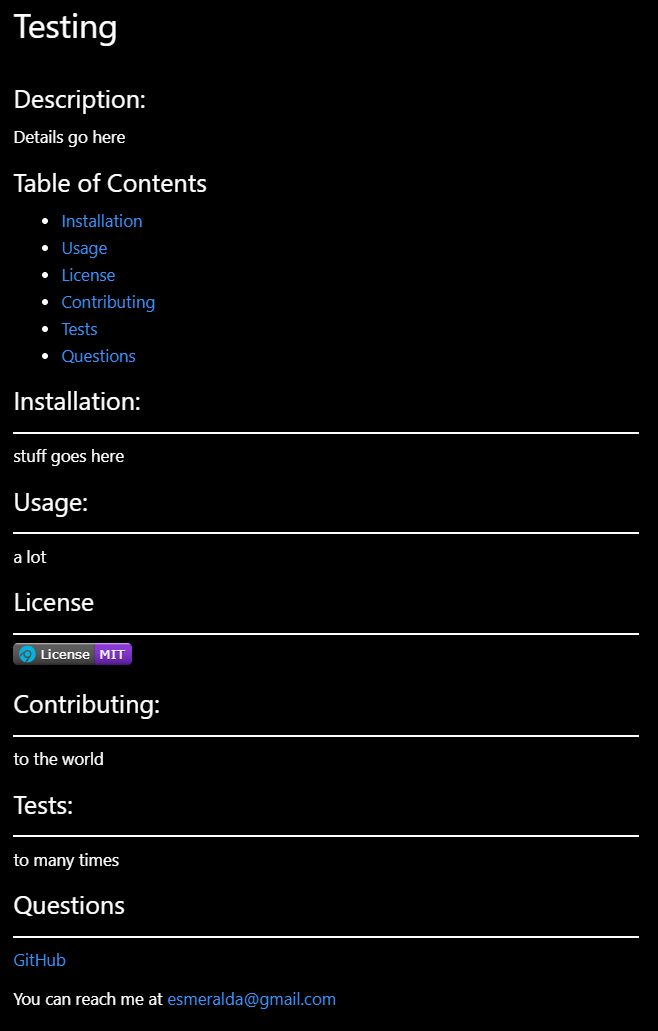 Testing
Description:
Details go here
Table of Contents
Installation
Usage
License
Contributing
Tests
Questions
Installation:
stuff goes here
Usage:
a lot
License
License MIT
Contributing:
to the world
Tests:
to many times
Questions
GitHub
You can reach me at esmeralda@gmail.com